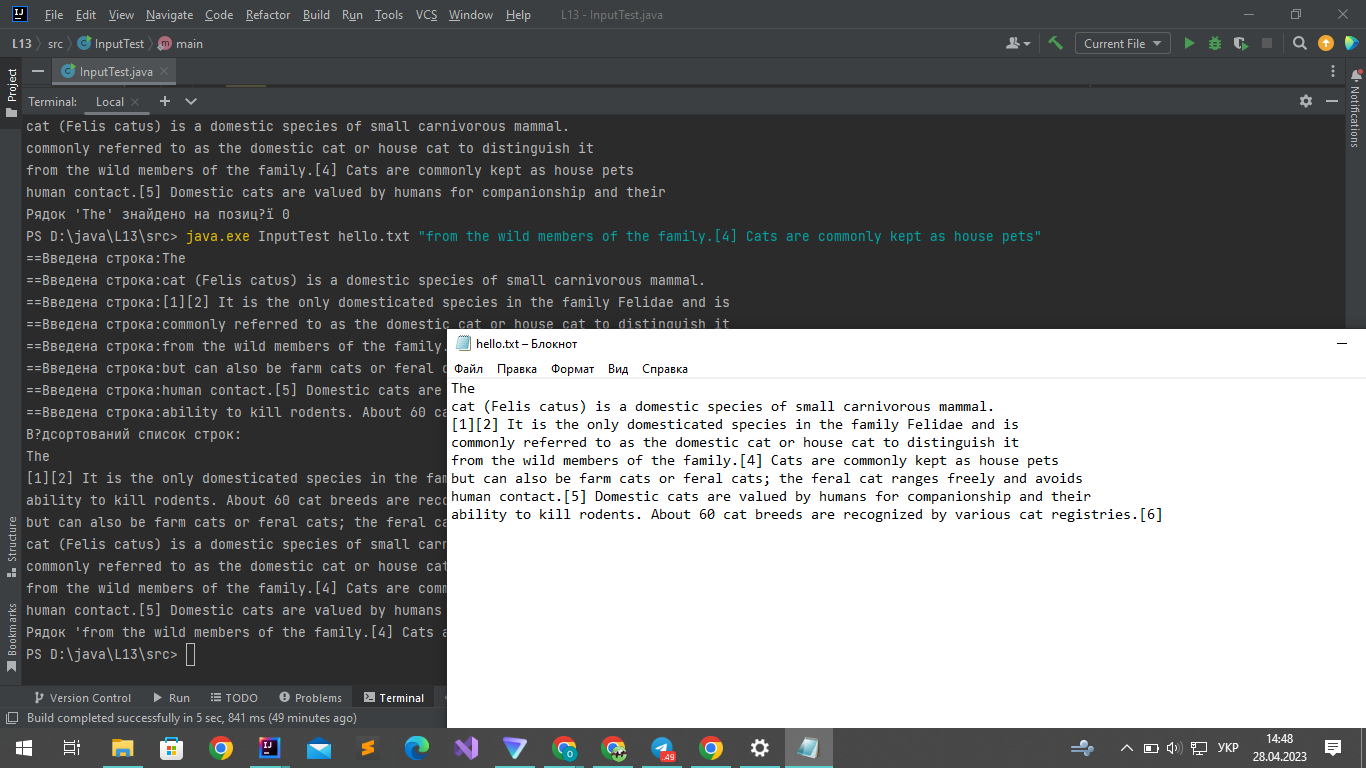 File Edit View Navigate Code Refactor Build Run Tools VCS Window Help L13 - InputTest.java
L13 src InputTest main Current File
Project
InputTest.java
Notifications
Terminal: Local
cat (Felis catus) is a domestic species of small carnivorous mammal.
commonly referred to as the domestic cat or house cat to distinguish it
from the wild members of the family.[4] Cats are commonly kept as house pets
human contact.[5] Domestic cats are valued by humans for companionship and their
Рядок 'The' знайдено на позиц?ї 0
PS D:\java\L13\src> java.exe InputTest hello.txt "from the wild members of the family.[4] Cats are commonly kept as house pets"
==Введена строка:The
==Введена строка:cat (Felis catus) is a domestic species of small carnivorous mammal.
==Введена строка:[1][2] It is the only domesticated species in the family Felidae and is
==Введена строка:commonly referred to as the domestic cat or house cat to distinguish it
==Введена строка:from the wild members of the family.
==Введена строка:but can also be farm cats or feral c
==Введена строка:human contact.[5] Domestic cats are
==Введена строка:ability to kill rodents. About 60 ca
В?дсортований список строк:
The
[1][2] It is the only domesticated species in the fam
ability to kill rodents. About 60 cat breeds are reco
but can also be farm cats or feral cats; the feral ca
cat (Felis catus) is a domestic species of small carn
commonly referred to as the domestic cat or house cat
from the wild members of the family.[4] Cats are comm
human contact.[5] Domestic cats are valued by humans
Рядок 'from the wild members of the family.[4] Cats a
PS D:\java\L13\src>
hello.txt – Блокнот
Файл Правка Формат Вид Справка
The
cat (Felis catus) is a domestic species of small carnivorous mammal.
[1][2] It is the only domesticated species in the family Felidae and is
commonly referred to as the domestic cat or house cat to distinguish it
from the wild members of the family.[4] Cats are commonly kept as house pets
but can also be farm cats or feral cats; the feral cat ranges freely and avoids
human contact.[5] Domestic cats are valued by humans for companionship and their
ability to kill rodents. About 60 cat breeds are recognized by various cat registries.[6]
Structure
Bookmarks
Version Control Run TODO Problems Terminal
Build completed successfully in 5 sec, 841 ms (49 minutes ago)
УКР
14:48
28.04.2023